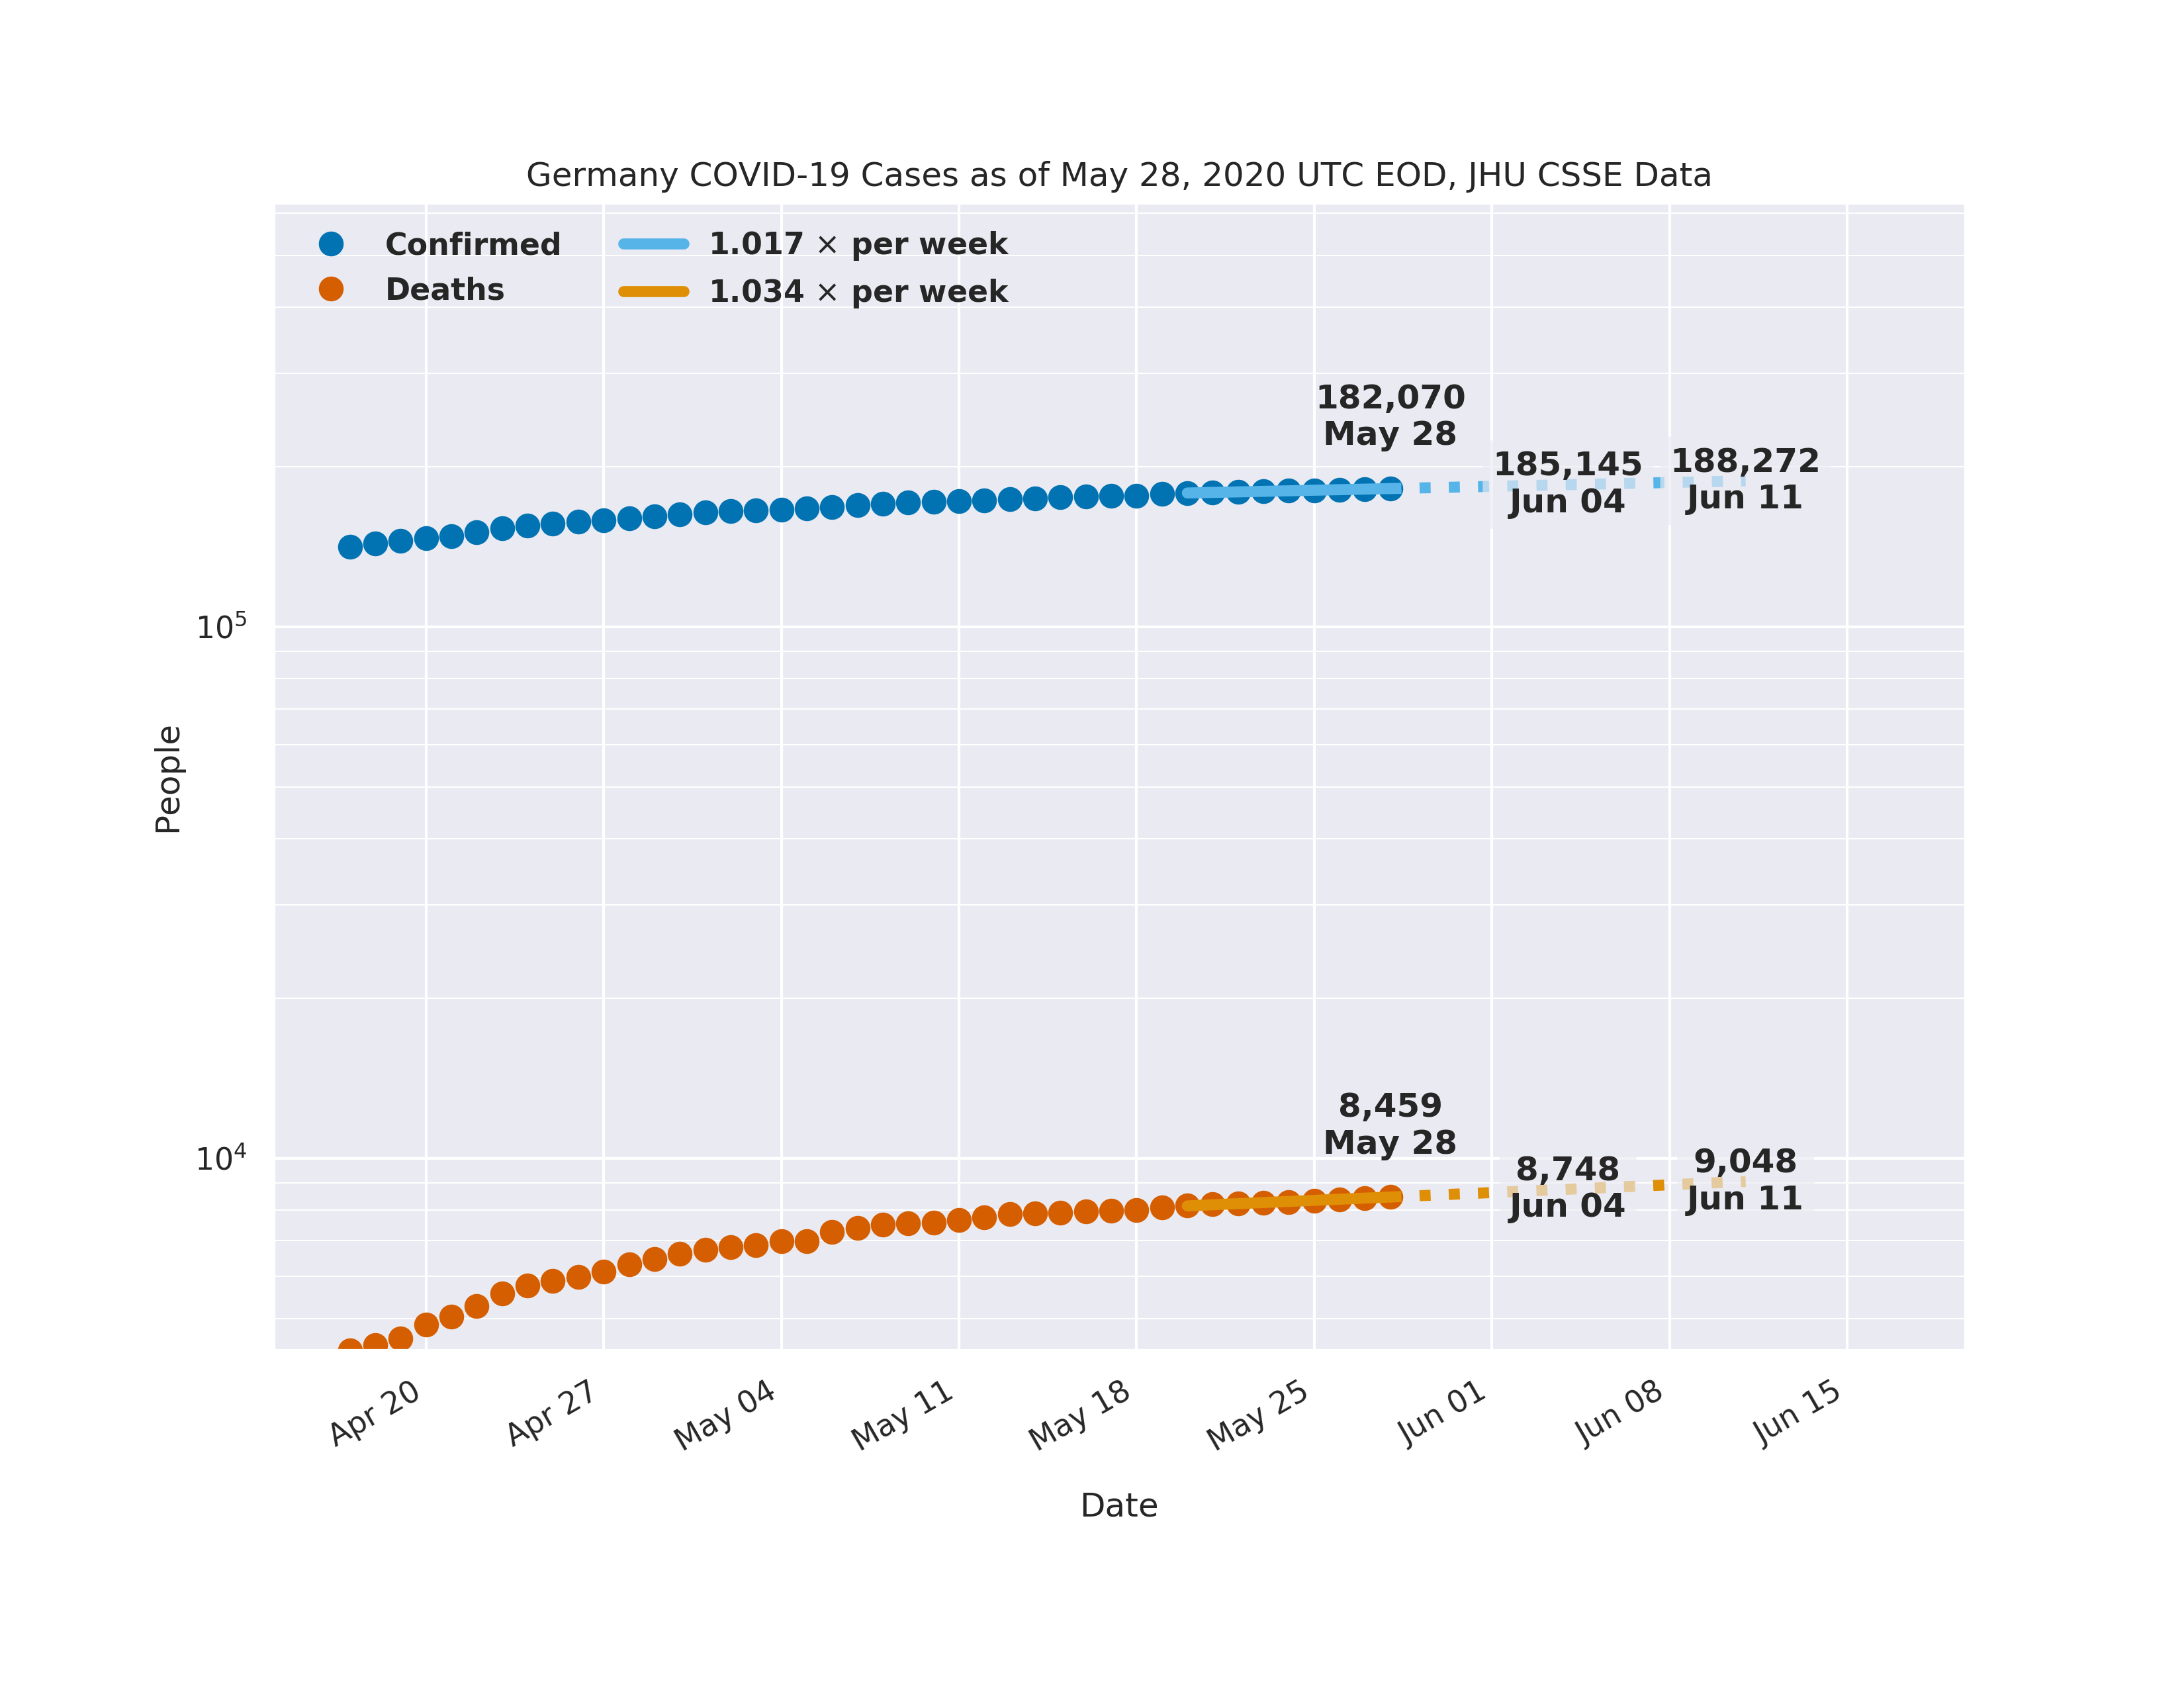 Germany COVID-19 Cases as of May 28, 2020 UTC EOD, JHU CSSE Data
Confirmed
Deaths
1.017 × per week
1.034 × per week
182,070
May 28
185,145
Jun 04
188,272
Jun 11
10⁵
People
10⁴
8,459
May 28
8,748
Jun 04
9,048
Jun 11
Apr 20
Apr 27
May 04
May 11
May 18
May 25
Jun 01
Jun 08
Jun 15
Date